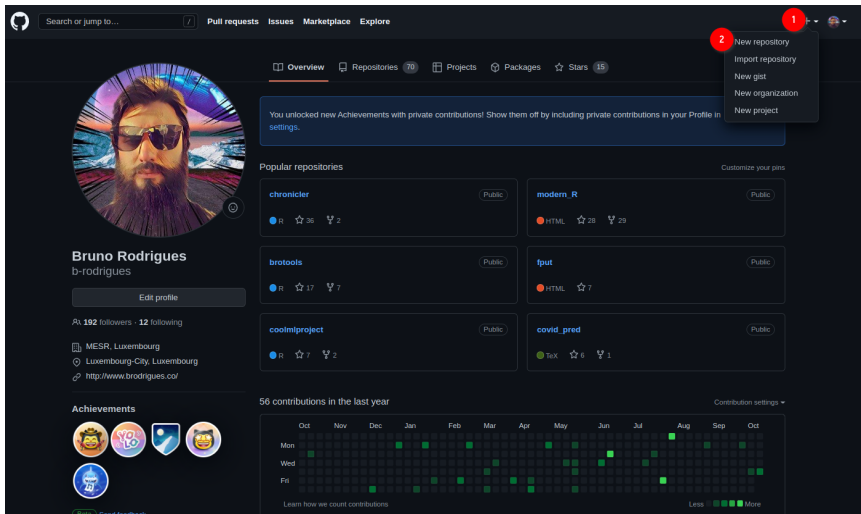 Search or jump to… /
Pull requests Issues Marketplace Explore
1
2
New repository
Import repository
New gist
New organization
New project
Overview Repositories 70 Projects Packages Stars 15
You unlocked new Achievements with private contributions! Show them off by including private contributions in your Profile in
settings.
Popular repositories Customize your pins
chronicler Public
R 36 2
modern_R Public
HTML 28 29
brotools Public
R 17 7
fput Public
HTML 7
coolmlproject Public
R 7 2
covid_pred Public
TeX 6 1
Bruno Rodrigues
b-rodrigues
Edit profile
192 followers · 12 following
MESR, Luxembourg
Luxembourg-City, Luxembourg
http://www.brodrigues.co/
Achievements
YOLO
Beta Send feedback
56 contributions in the last year Contribution settings
Oct Nov Dec Jan Feb Mar Apr May Jun Jul Aug Sep Oct
Mon
Wed
Fri
Learn how we count contributions Less More